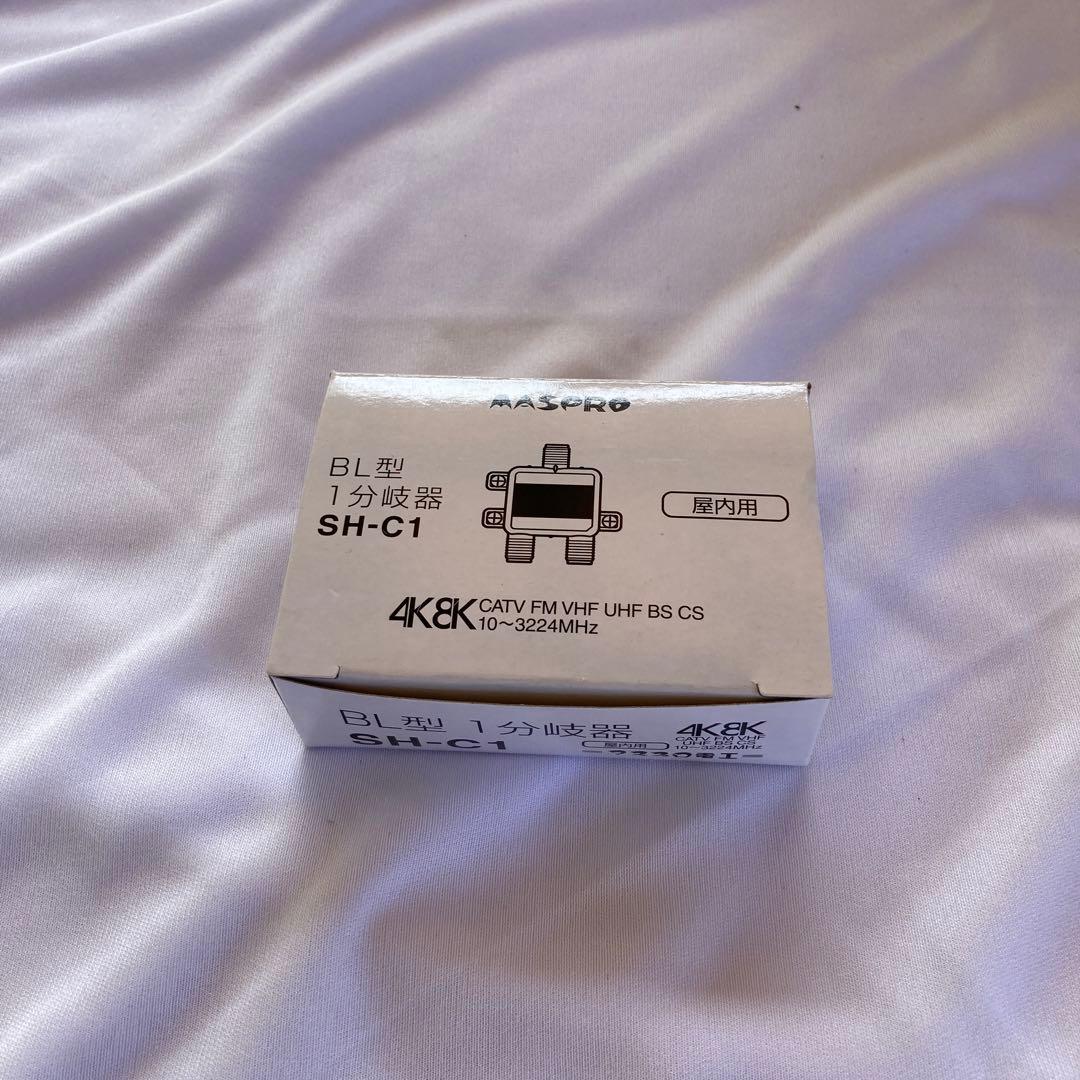 MASPRO
BL型
1分岐器
SH-C1
屋内用
4K8K CATV FM VHF UHF BS CS
10～3224MHz
BL型 1分岐器
SH-C1
屋内用
4K8K
CATV FM VHF
UHF BS CS
10～3224MHz